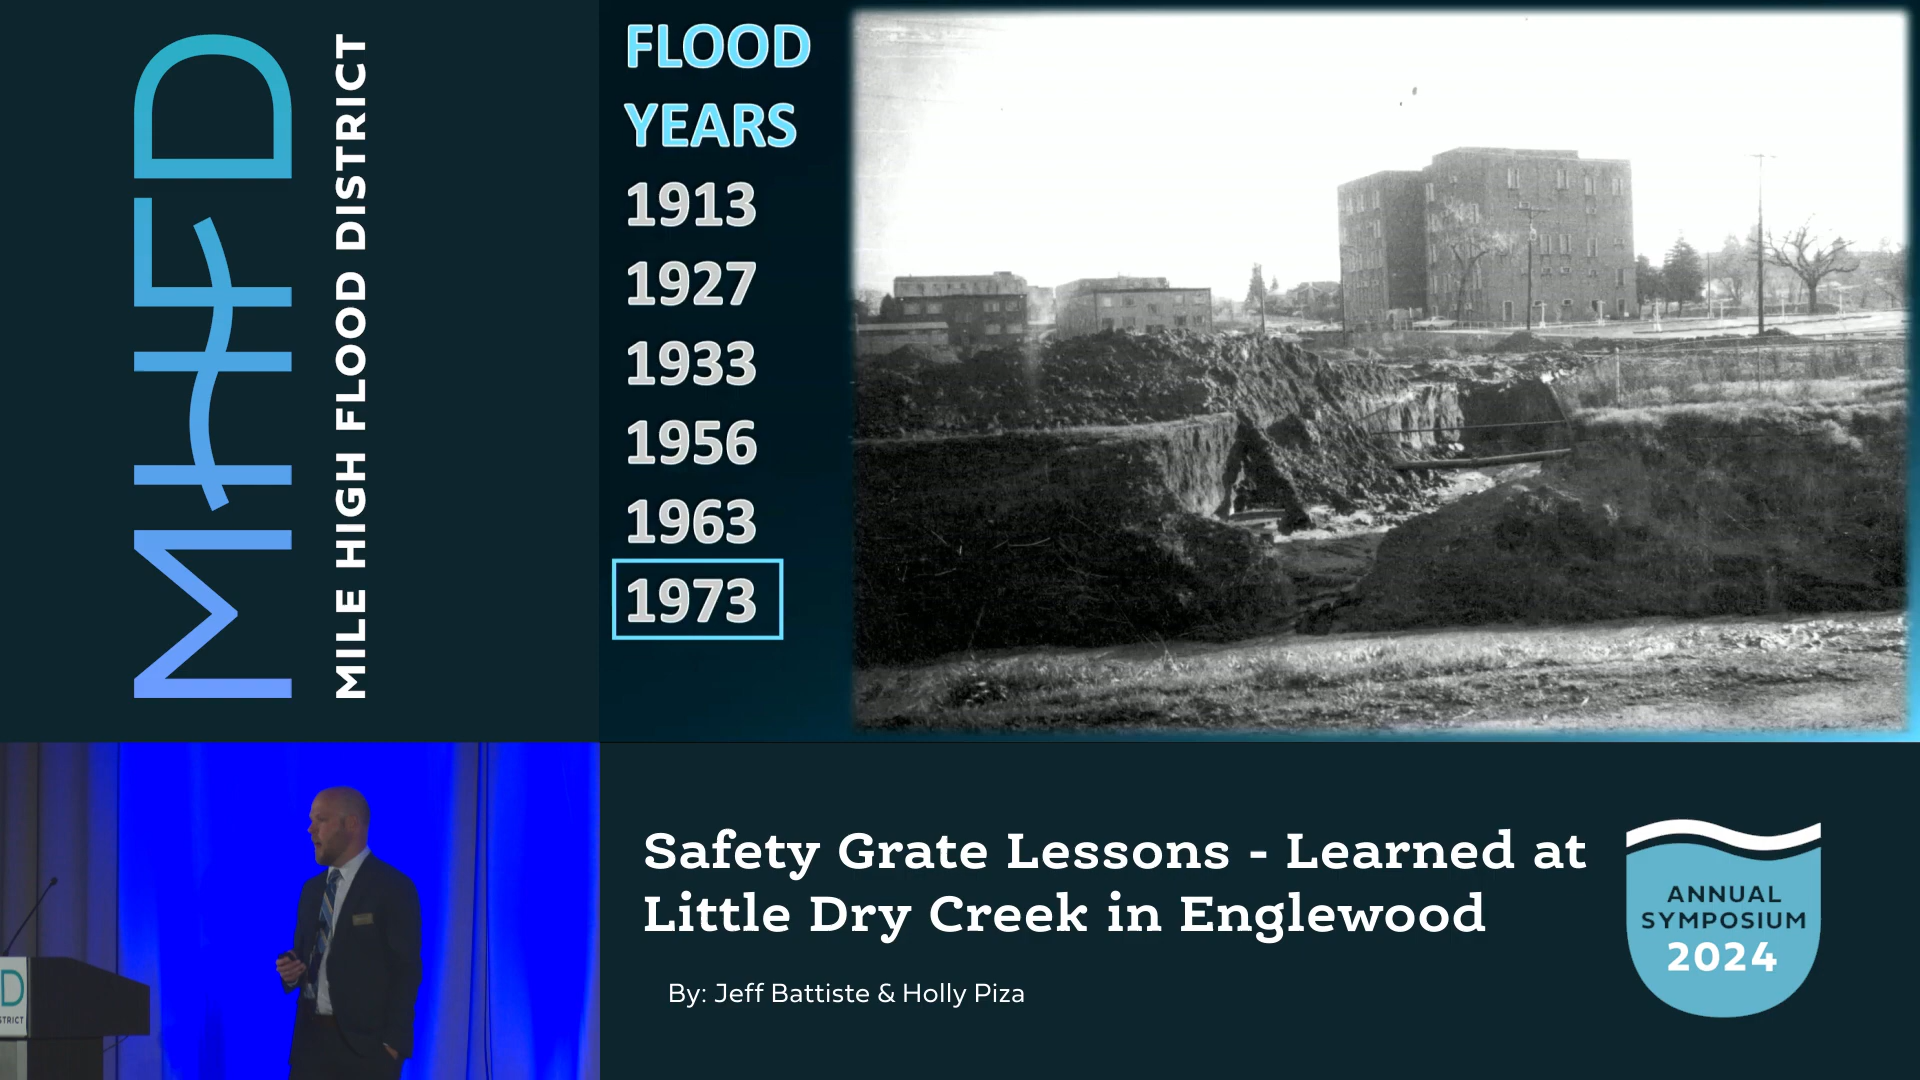 MHFD
MILE HIGH FLOOD DISTRICT
FLOOD
YEARS
1913
1927
1933
1956
1963
1973
D
STRICT
Safety Grate Lessons - Learned at
Little Dry Creek in Englewood
By: Jeff Battiste & Holly Piza
ANNUAL
SYMPOSIUM
2024